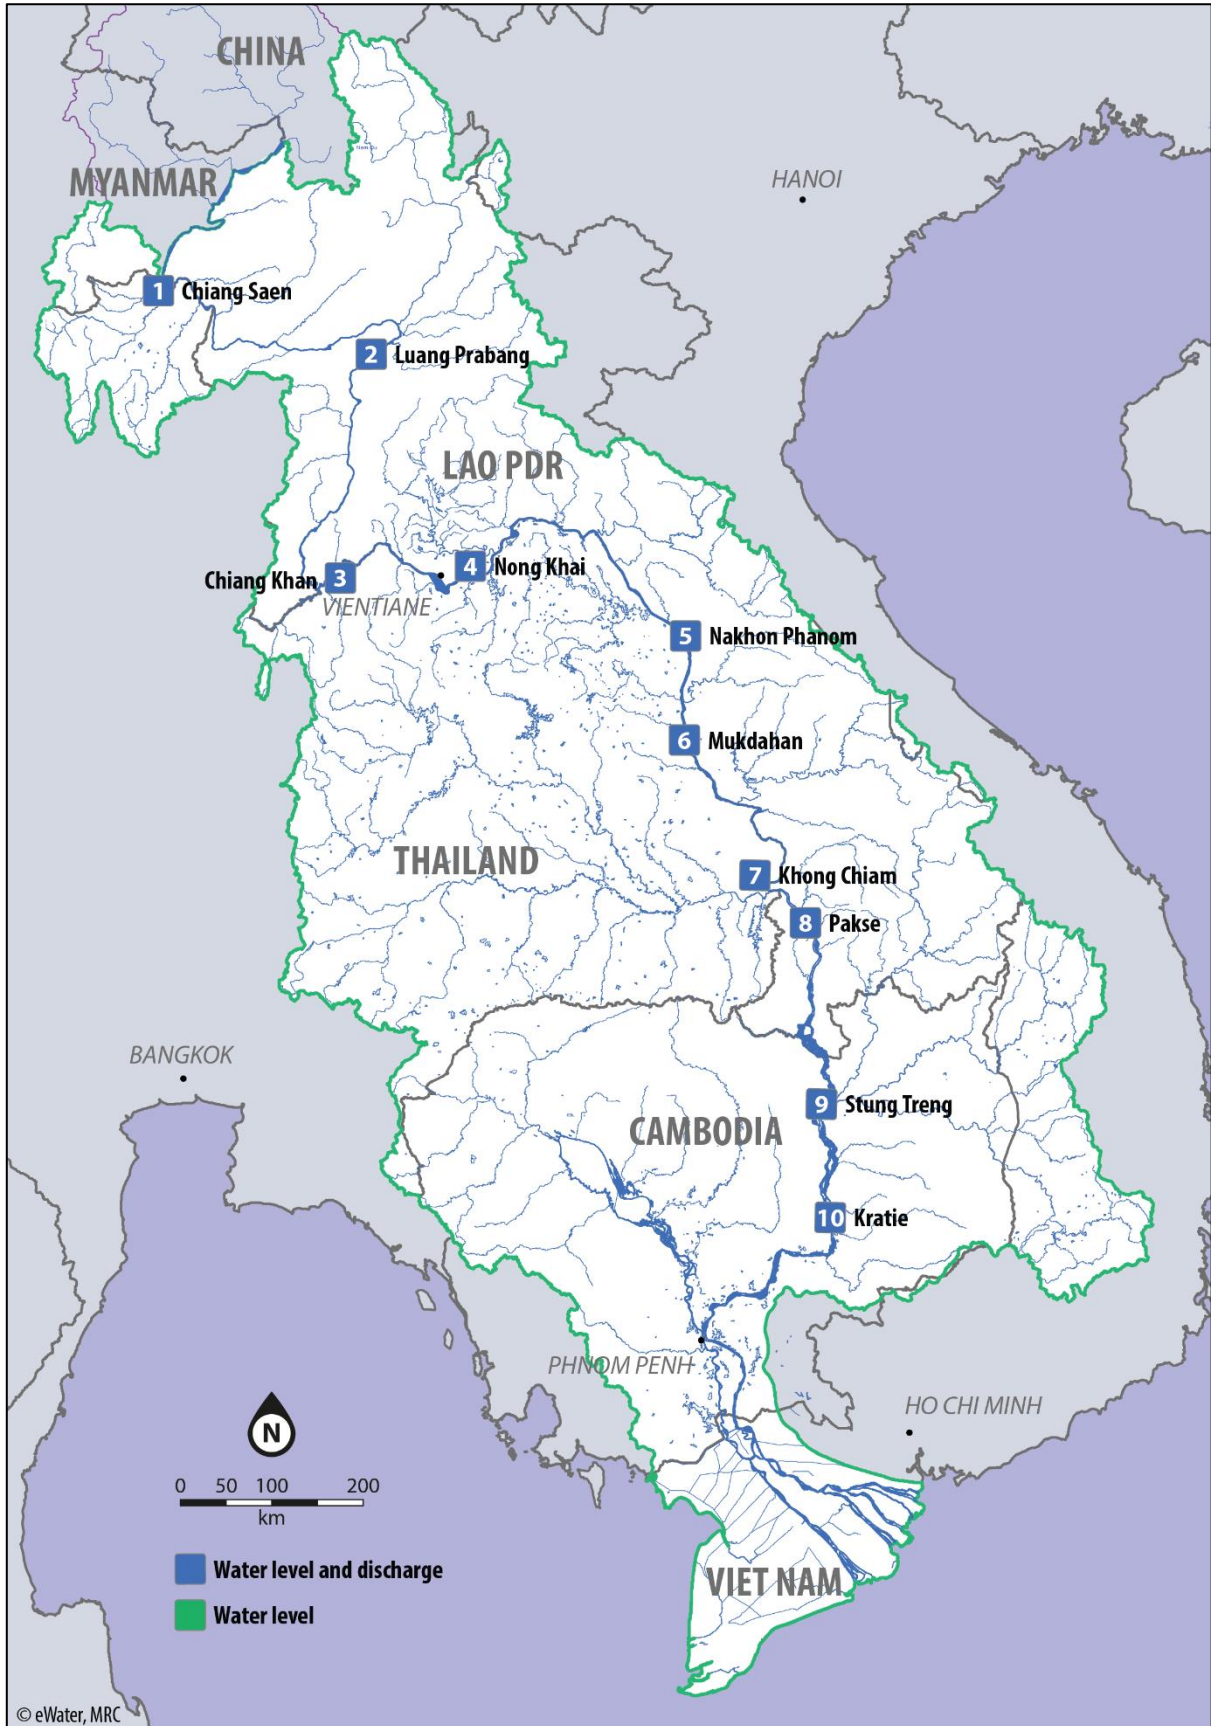 CHINA
Nam Ou
MYANMAR
HANOI
1 Chiang Saen
2 Luang Prabang
LAO PDR
Chiang Khan 3
4 Nong Khai
VIENTIANE
5 Nakhon Phanom
6 Mukdahan
THAILAND
7 Khong Chiam
8 Pakse
BANGKOK
9 Stung Treng
CAMBODIA
10 Kratie
PHNOM PENH
HO CHI MINH
N
0 50 100 200
km
Water level and discharge
Water level
VIET NAM
© eWater, MRC